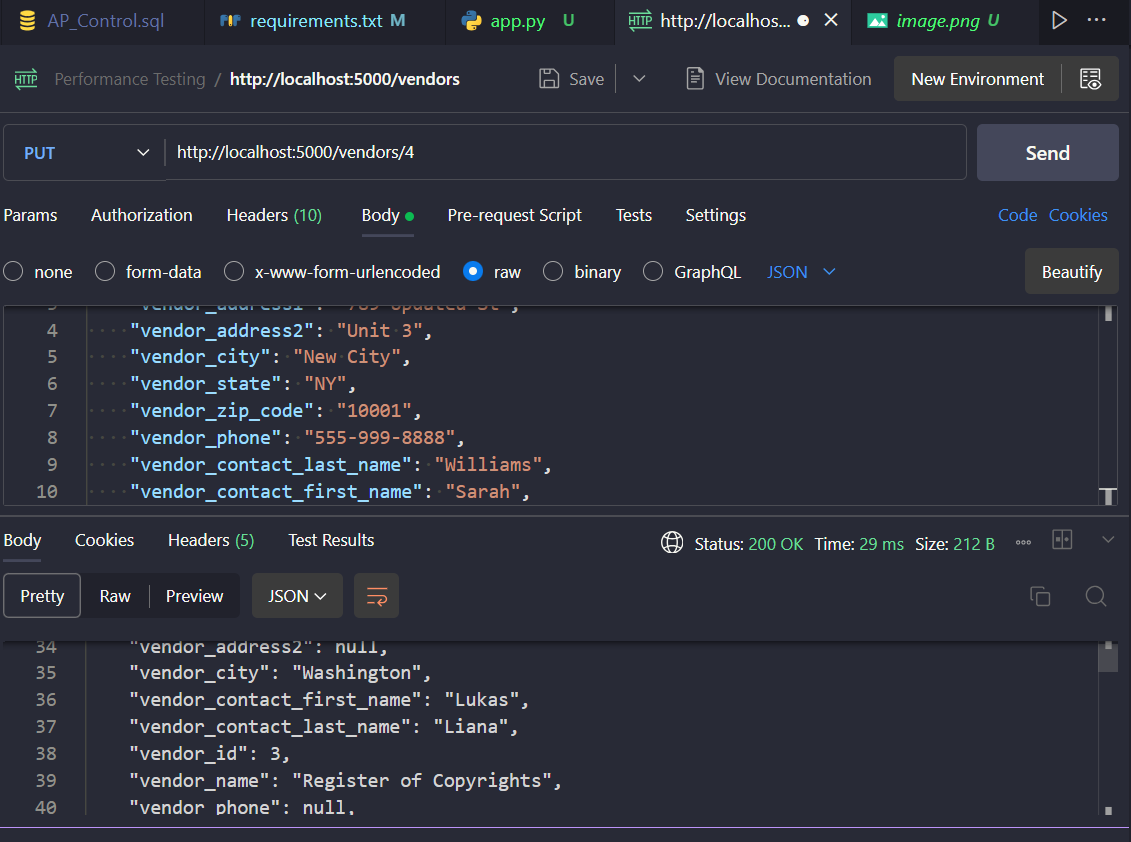 AP_Control.sql requirements.txt M app.py U http://localhos... image.png U
Performance Testing / http://localhost:5000/vendors Save View Documentation New Environment
PUT http://localhost:5000/vendors/4 Send
Params Authorization Headers (10) Body Pre-request Script Tests Settings Code Cookies
none form-data x-www-form-urlencoded raw binary GraphQL JSON Beautify
4 "vendor_address2": "Unit 3",
5 "vendor_city": "New City",
6 "vendor_state": "NY",
7 "vendor_zip_code": "10001",
8 "vendor_phone": "555-999-8888",
9 "vendor_contact_last_name": "Williams",
10 "vendor_contact_first_name": "Sarah",
Body Cookies Headers (5) Test Results Status: 200 OK Time: 29 ms Size: 212 B
Pretty Raw Preview JSON
34 "vendor_address2": null,
35 "vendor_city": "Washington",
36 "vendor_contact_first_name": "Lukas",
37 "vendor_contact_last_name": "Liana",
38 "vendor_id": 3,
39 "vendor_name": "Register of Copyrights",
40 "vendor_phone": null,